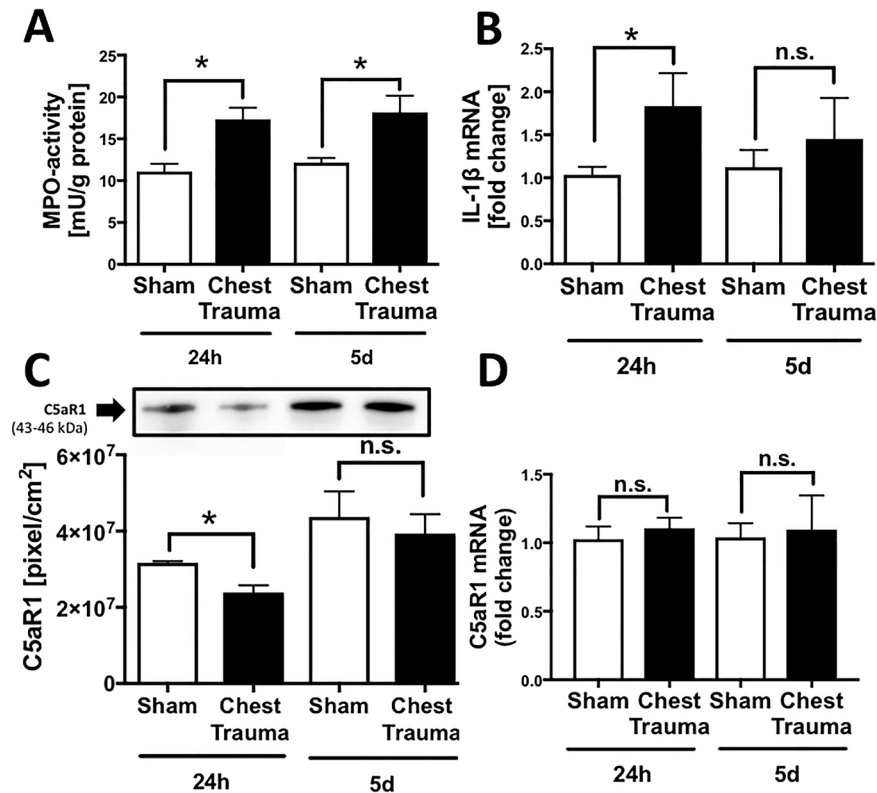 A
MPO-activity
[mU/g protein]
25
20
15
10
5
0
*
*
Sham Chest Sham Chest
Trauma Trauma
24h 5d
B
IL-1β mRNA
[fold change]
2.5
2.0
1.5
1.0
0.5
0.0
*
n.s.
Sham Chest Sham Chest
Trauma Trauma
24h 5d
C
C5aR1
(43-46 kDa)
C5aR1 [pixel/cm²]
6×10⁷
4×10⁷
2×10⁷
0
*
n.s.
Sham Chest Sham Chest
Trauma Trauma
24h 5d
D
C5aR1 mRNA
(fold change)
1.5
1.0
0.5
0.0
n.s.
n.s.
Sham Chest Sham Chest
Trauma Trauma
24h 5d